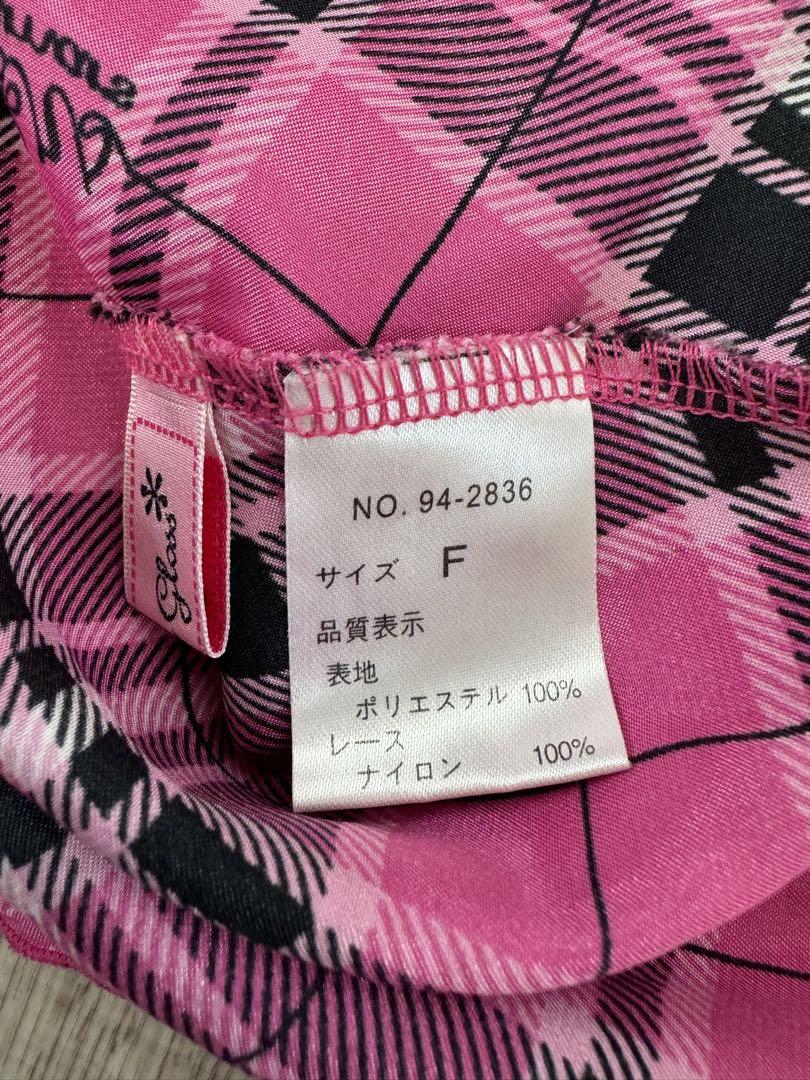 NO. 94-2836
サイズ F
品質表示
表地
ポリエステル 100%
レース
ナイロン 100%
*gloss*